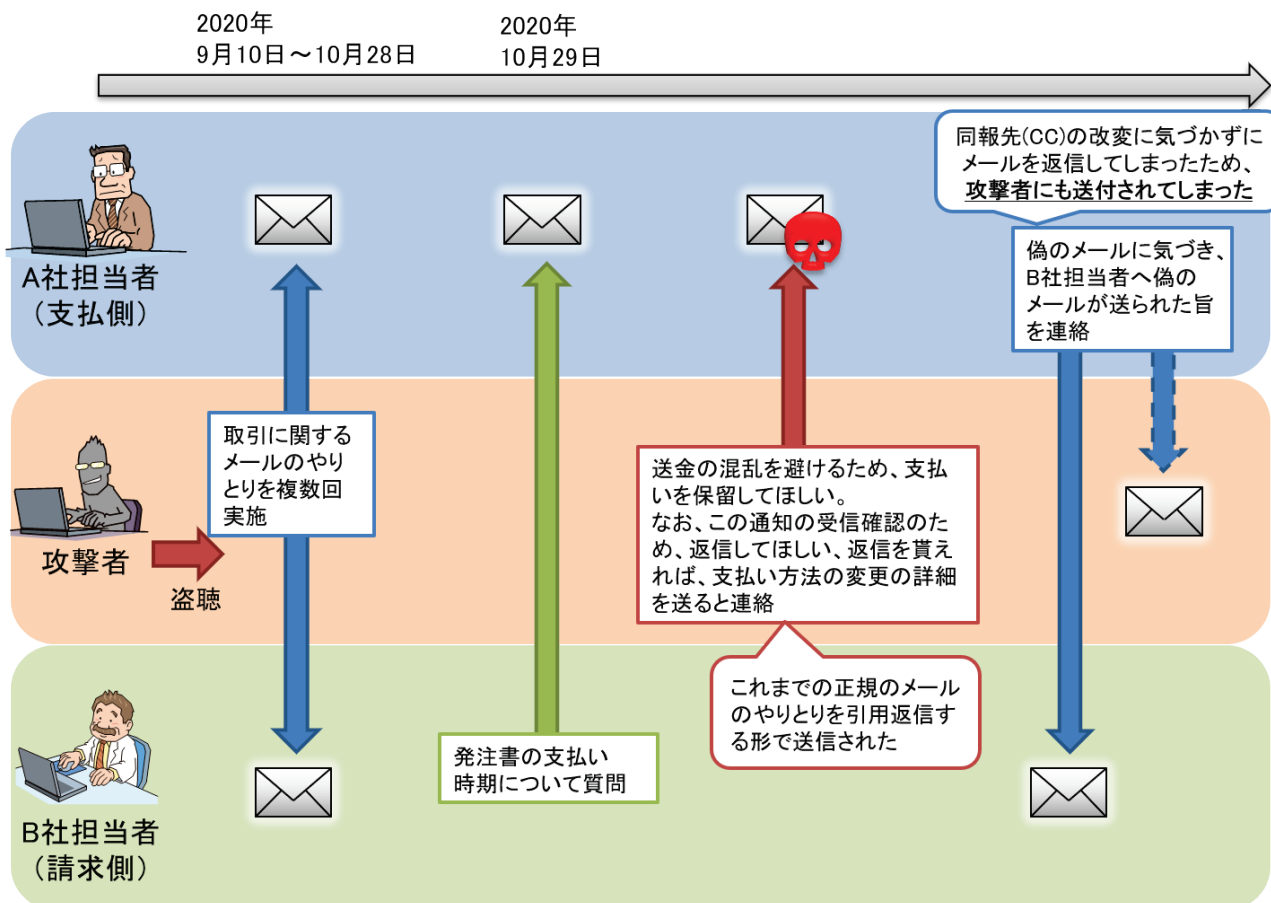 2020年
9月10日～10月28日
2020年
10月29日
同報先(CC)の改変に気づかずに
メールを返信してしまったため、
攻撃者にも送付されてしまった
偽のメールに気づき、
B社担当者へ偽の
メールが送られた旨
を連絡
A社担当者
（支払側）
取引に関する
メールのやり
とりを複数回
実施
送金の混乱を避けるため、支払
いを保留してほしい。
なお、この通知の受信確認のた
め、返信してほしい、返信を貰え
れば、支払い方法の変更の詳細
を送ると連絡
攻撃者
盗聴
これまでの正規のメール
のやりとりを引用返信す
る形で送信された
発注書の支払い
時期について質問
B社担当者
（請求側）